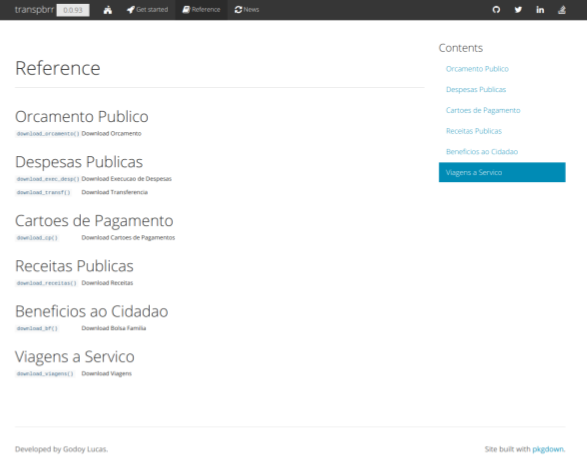 transpbrr 0.0.93 Get started Reference News
Contents
Reference
Orcamento Publico
Despesas Publicas
Cartoes de Pagamento
Receitas Publicas
Beneficios ao Cidadao
Viagens a Servico
Orcamento Publico
download_orcamento() Download Orcamento
Despesas Publicas
download_exec_desp() Download Execucao de Despesas
download_transf() Download Transferencia
Cartoes de Pagamento
download_cp() Download Cartoes de Pagamentos
Receitas Publicas
download_receitas() Download Receitas
Beneficios ao Cidadao
download_bf() Download Bolsa Familia
Viagens a Servico
download_viagens() Download Viagens
Developed by Godoy Lucas.
Site built with pkgdown.